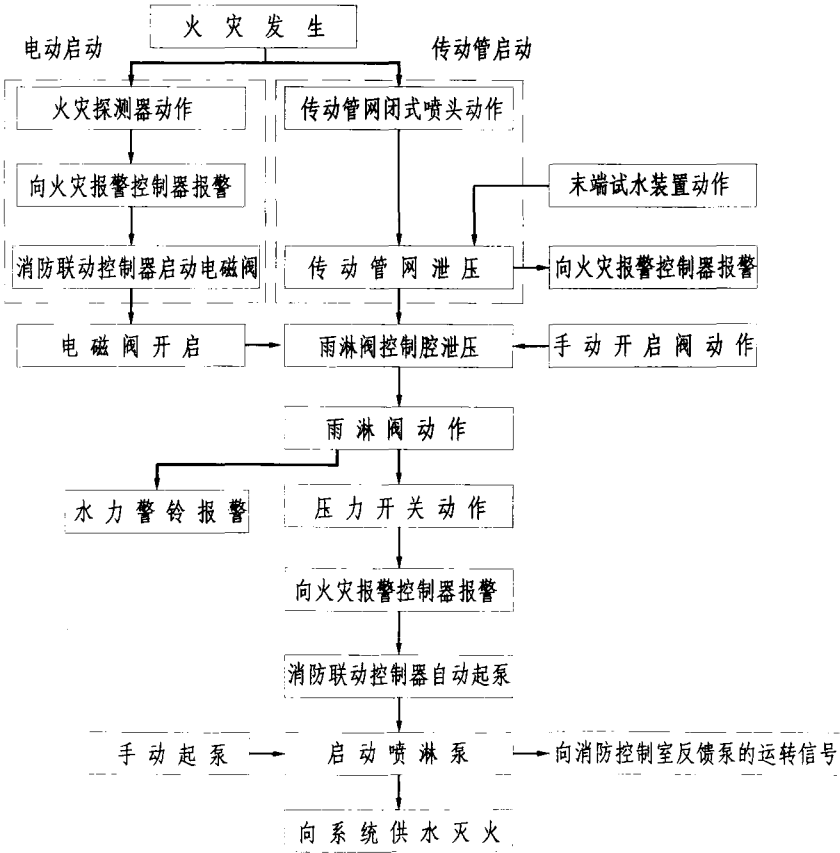 火灾发生
电动启动
传动管启动
火灾探测器动作
传动管网闭式喷头动作
向火灾报警控制器报警
末端试水装置动作
消防联动控制器启动电磁阀
传动管网泄压
向火灾报警控制器报警
电磁阀开启
雨淋阀控制腔泄压
手动开启阀动作
雨淋阀动作
水力警铃报警
压力开关动作
向火灾报警控制器报警
消防联动控制器自动起泵
手动起泵
启动喷淋泵
向消防控制室反馈泵的运转信号
向系统供水灭火